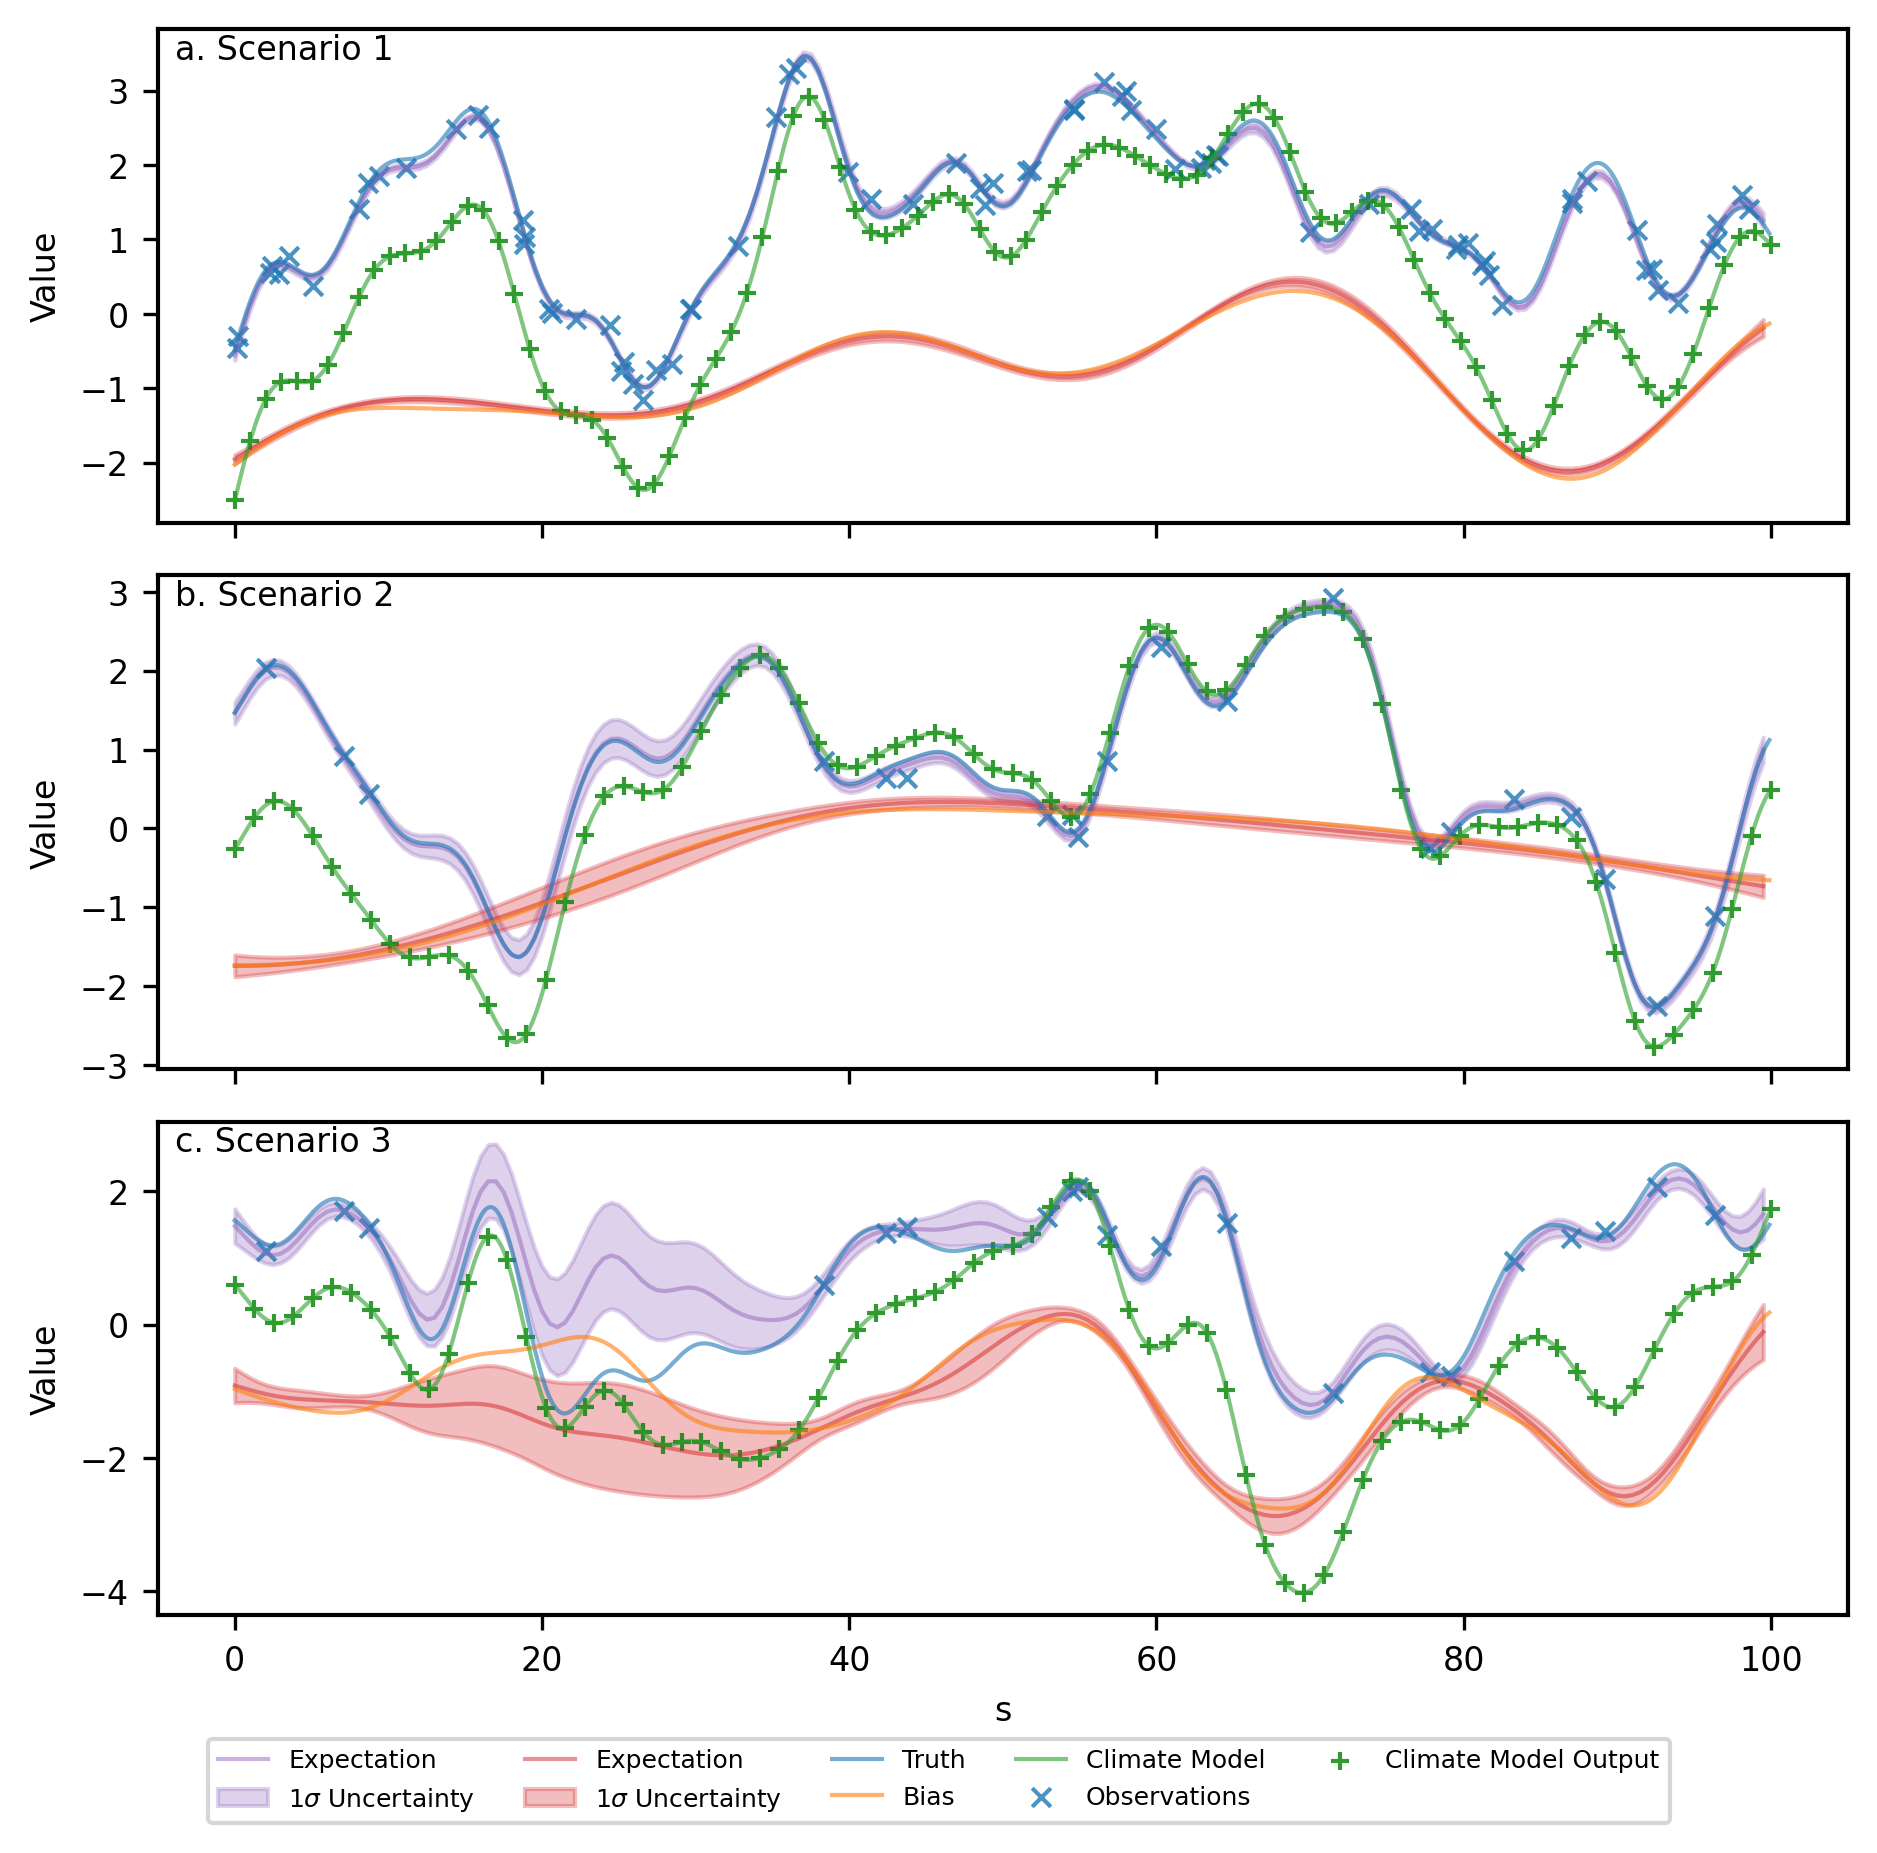 a. Scenario 1
3
2
1
0
−1
−2
Value
b. Scenario 2
3
2
1
0
−1
−2
−3
Value
c. Scenario 3
2
0
−2
−4
Value
0 20 40 60 80 100
s
Expectation Expectation Truth Climate Model Climate Model Output
1σ Uncertainty 1σ Uncertainty Bias Observations